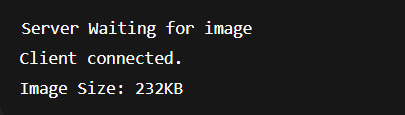 Server Waiting for image
Client connected.
Image Size: 232KB